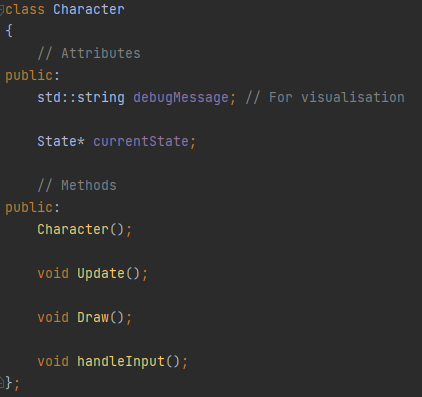 class Character
{
// Attributes
public:
std::string debugMessage; // For visualisation
State* currentState;
// Methods
public:
Character();
void Update();
void Draw();
void handleInput();
};